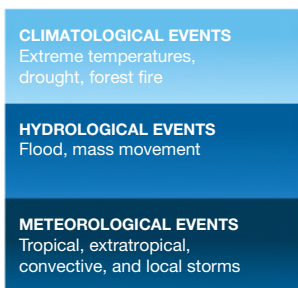 CLIMATOLOGICAL EVENTS
Extreme temperatures,
drought, forest fire
HYDROLOGICAL EVENTS
Flood, mass movement
METEOROLOGICAL EVENTS
Tropical, extratropical,
convective, and local storms